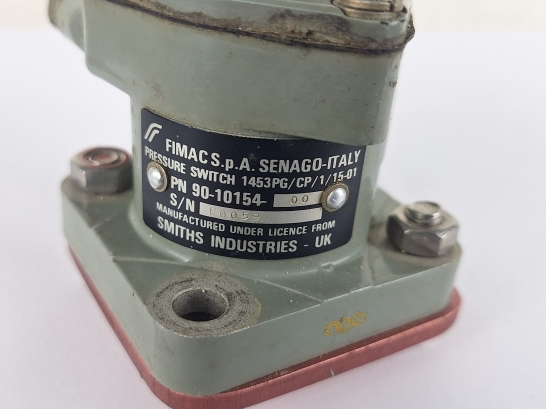 FIMAC S.p.A. SENAGO-ITALY
PRESSURE SWITCH 1453PG/CP/1/15-01
PN 90-10154- 00
S/N
MANUFACTURED UNDER LICENCE FROM
SMITHS INDUSTRIES - UK